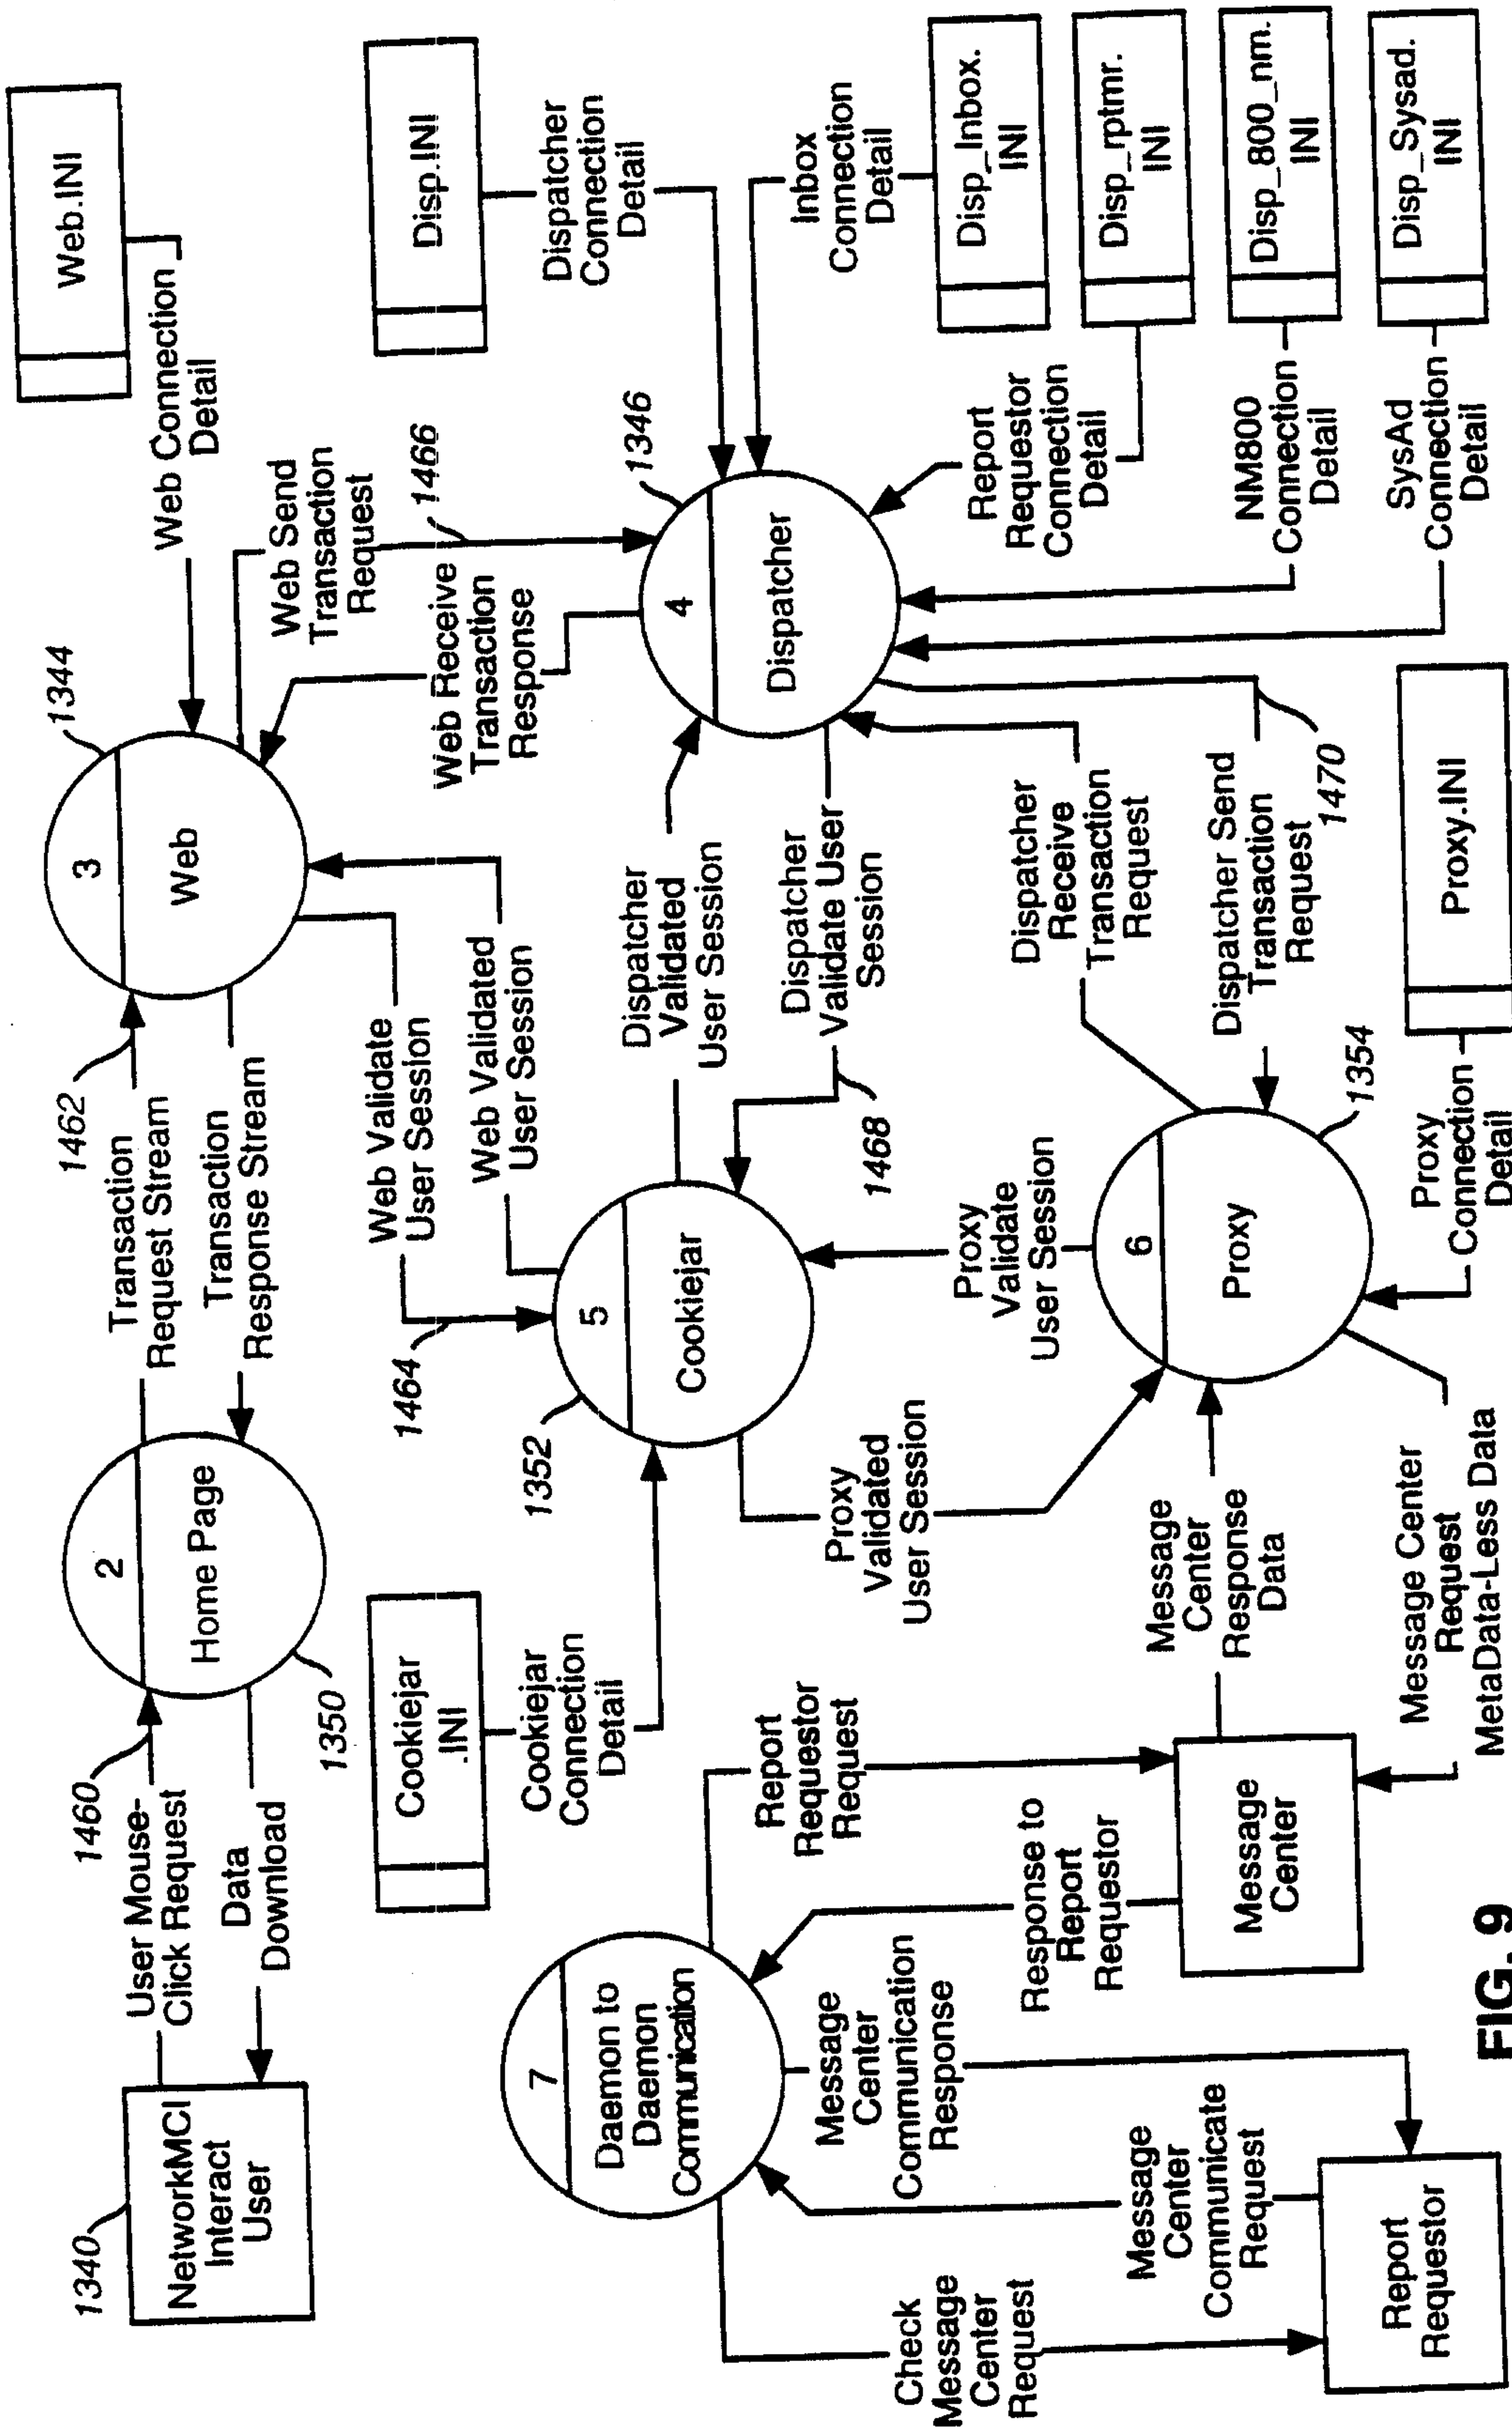 1340
NetworkMCI
Interact
User
1460
User Mouse-
Click Request
Data
Download
2
Home Page
1350
1462
Transaction
Request Stream
Transaction
Response Stream
3
Web
1344
Web Connection
Detail
Web.INI
Web Send
Transaction
Request
1466
Web Receive
Transaction
Response
Web Validate
User Session
Web Validated
User Session
1464
1352
5
Cookiejar
Cookiejar
.INI
Cookiejar
Connection
Detail
Dispatcher
Validated
User Session
Dispatcher
Validate User
Session
1468
1346
4
Dispatcher
Disp.INI
Dispatcher
Connection
Detail
Inbox
Connection
Detail
Disp_Inbox.
INI
Report
Requestor
Connection
Detail
Disp_rptmr.
INI
NM800
Connection
Detail
Disp_800_nm.
INI
SysAd
Connection
Detail
Disp_Sysad.
INI
Dispatcher
Receive
Transaction
Request
Dispatcher Send
Transaction
Request
1470
Proxy
Validated
User Session
Proxy
Validate
User Session
6
Proxy
1354
Proxy
Connection
Detail
Proxy.INI
Message
Center
Response
Data
Message Center
Request
MetaData-Less Data
7
Daemon to
Daemon
Communication
Report
Requestor
Request
Response to
Report
Requestor
Message
Center
Message
Center
Communication
Response
Message
Center
Communicate
Request
Check
Message
Center
Request
Report
Requestor
FIG. 9